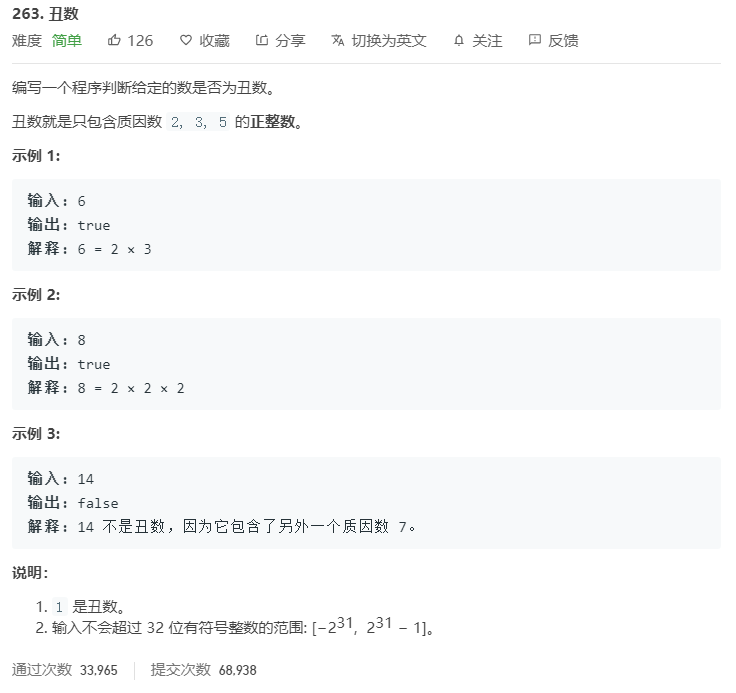 263. 丑数
难度 简单 126 收藏 分享 切换为英文 关注 反馈
编写一个程序判断给定的数是否为丑数。
丑数就是只包含质因数 2, 3, 5 的正整数。
示例 1:
输入: 6
输出: true
解释: 6 = 2 × 3
示例 2:
输入: 8
输出: true
解释: 8 = 2 × 2 × 2
示例 3:
输入: 14
输出: false
解释: 14 不是丑数，因为它包含了另外一个质因数 7。
说明：
1. 1 是丑数。
2. 输入不会超过 32 位有符号整数的范围: [−2³¹, 2³¹ − 1]。
通过次数 33,965 提交次数 68,938